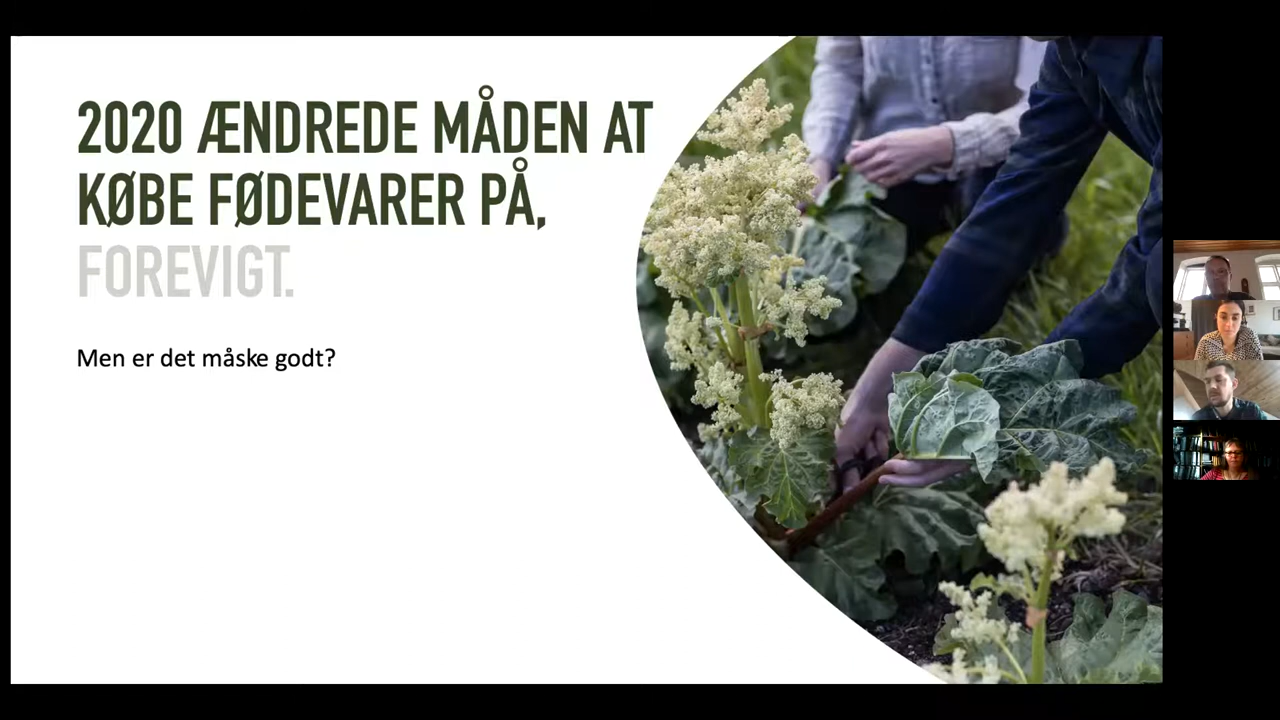 2020 ÆNDREDE MÅDEN AT
KØBE FØDEVARER PÅ,
FOREVIGT.
Men er det måske godt?